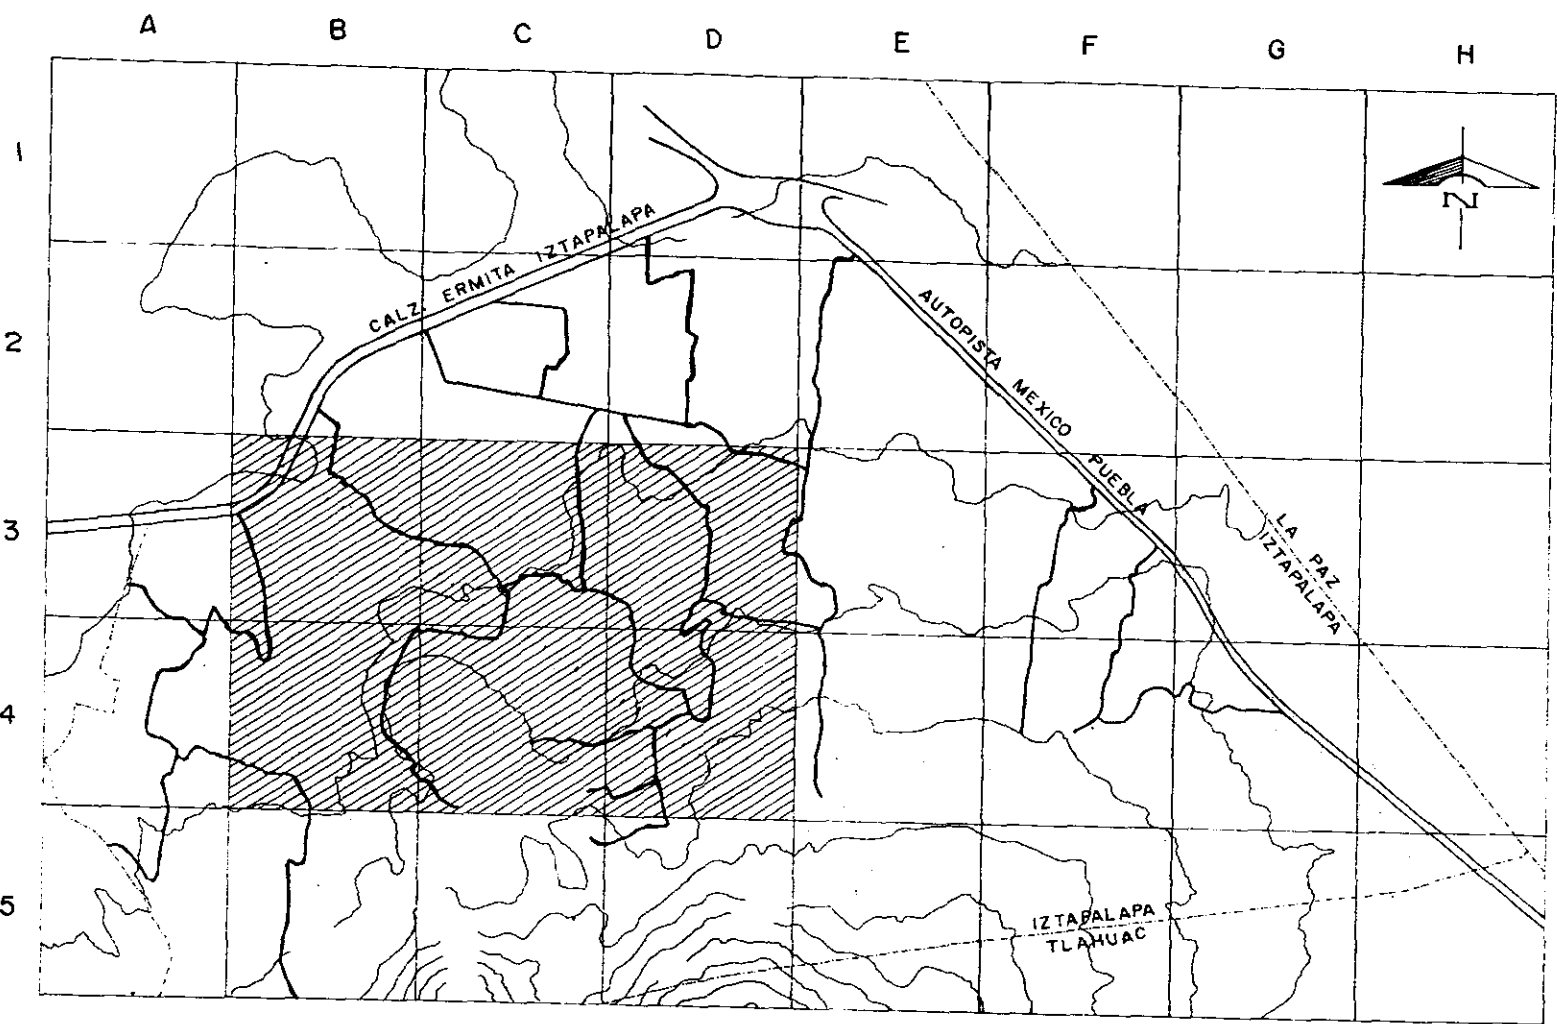 A B C D E F G H
1
2
3
4
5
N
CALZ. ERMITA IZTAPALAPA
AUTOPISTA MEXICO PUEBLA
LA PAZ
IZTAPALAPA
IZTAPALAPA
TLAHUAC